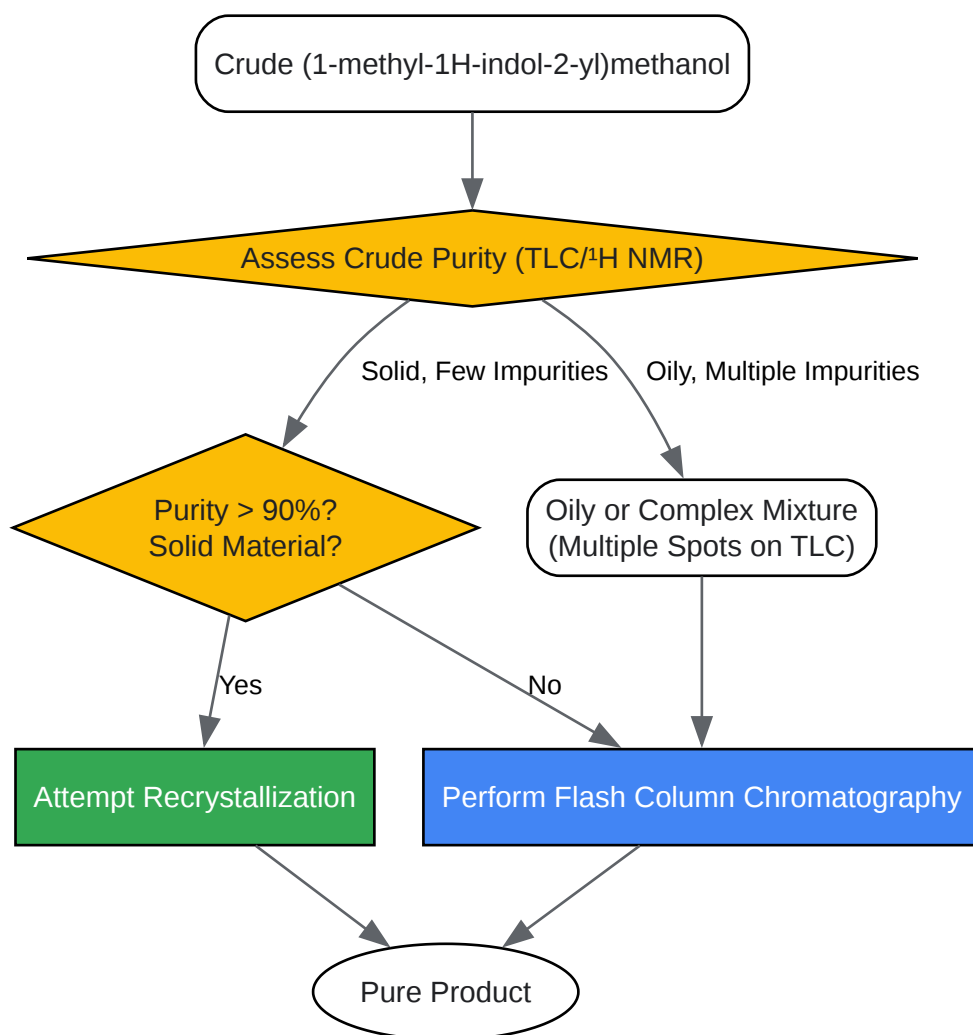 Crude (1-methyl-1H-indol-2-yl)methanol
Assess Crude Purity (TLC/¹H NMR)
Solid, Few Impurities
Oily, Multiple Impurities
Purity > 90%?
Solid Material?
Oily or Complex Mixture
(Multiple Spots on TLC)
Yes
No
Attempt Recrystallization
Perform Flash Column Chromatography
Pure Product